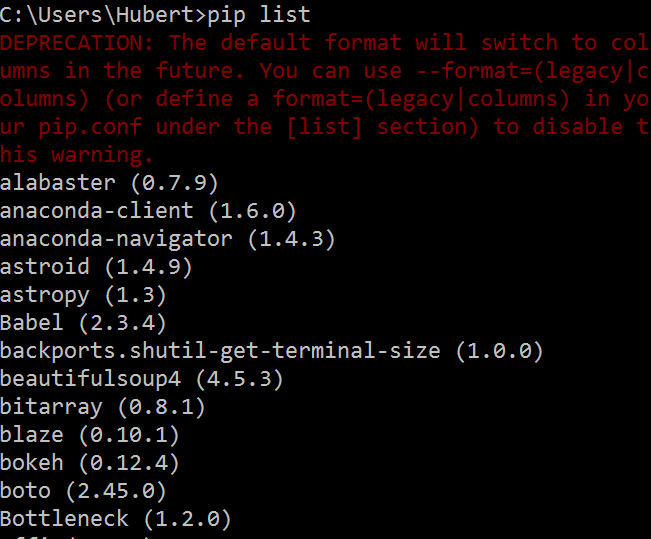 C:\Users\Hubert>pip list
DEPRECATION: The default format will switch to col
umns in the future. You can use --format=(legacy|c
olumns) (or define a format=(legacy|columns) in yo
ur pip.conf under the [list] section) to disable t
his warning.
alabaster (0.7.9)
anaconda-client (1.6.0)
anaconda-navigator (1.4.3)
astroid (1.4.9)
astropy (1.3)
Babel (2.3.4)
backports.shutil-get-terminal-size (1.0.0)
beautifulsoup4 (4.5.3)
bitarray (0.8.1)
blaze (0.10.1)
bokeh (0.12.4)
boto (2.45.0)
Bottleneck (1.2.0)